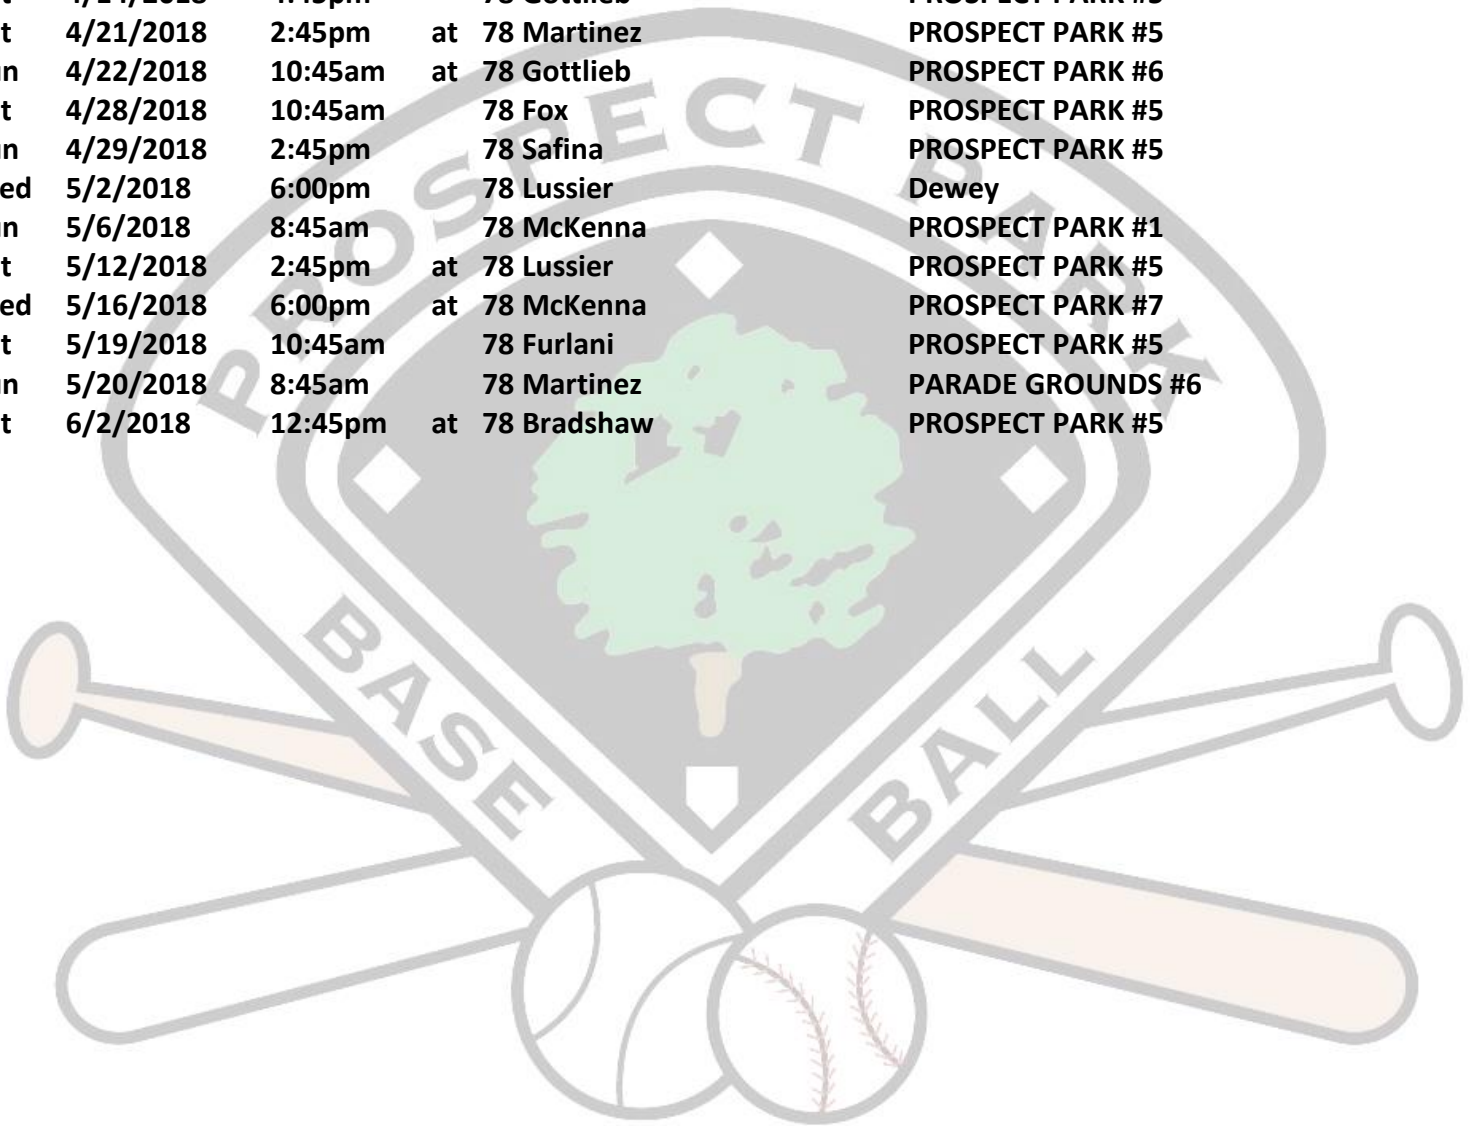 t 4/21/2018 2:45pm at 78 Martinez PROSPECT PARK #5
un 4/22/2018 10:45am at 78 Gottlieb PROSPECT PARK #6
t 4/28/2018 10:45am 78 Fox PROSPECT PARK #5
un 4/29/2018 2:45pm 78 Safina PROSPECT PARK #5
ed 5/2/2018 6:00pm 78 Lussier Dewey
un 5/6/2018 8:45am 78 McKenna PROSPECT PARK #1
t 5/12/2018 2:45pm at 78 Lussier PROSPECT PARK #5
ed 5/16/2018 6:00pm at 78 McKenna PROSPECT PARK #7
t 5/19/2018 10:45am 78 Furlani PROSPECT PARK #5
un 5/20/2018 8:45am 78 Martinez PARADE GROUNDS #6
t 6/2/2018 12:45pm at 78 Bradshaw PROSPECT PARK #5
PROSPECT PARK
BASE BALL